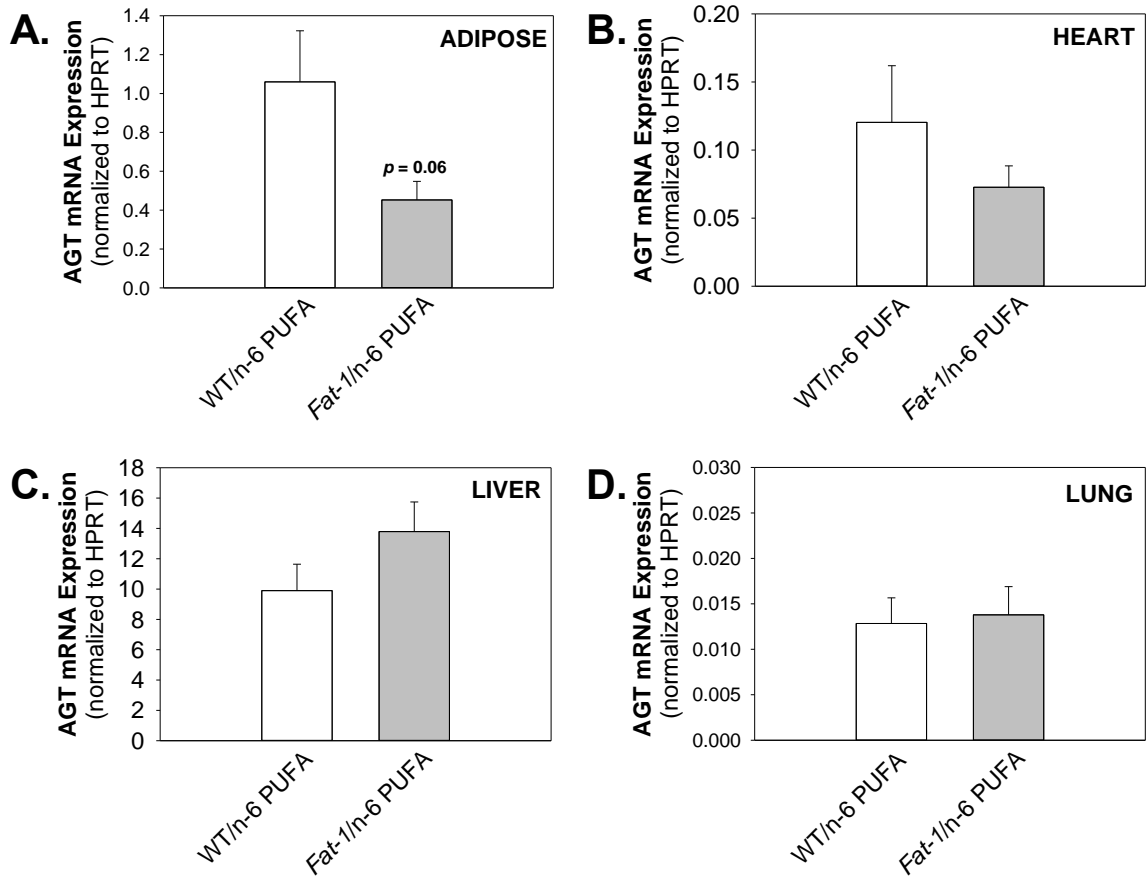 A.
AGT mRNA Expression
(normalized to HPRT)
1.4
1.2
1.0
0.8
0.6
0.4
0.2
0.0
ADIPOSE
p = 0.06
WT/n-6 PUFA
Fat-1/n-6 PUFA
B.
AGT mRNA Expression
(normalized to HPRT)
0.20
0.15
0.10
0.05
0.00
HEART
WT/n-6 PUFA
Fat-1/n-6 PUFA
C.
AGT mRNA Expression
(normalized to HPRT)
18
16
14
12
10
8
6
4
2
0
LIVER
WT/n-6 PUFA
Fat-1/n-6 PUFA
D.
AGT mRNA Expression
(normalized to HPRT)
0.030
0.025
0.020
0.015
0.010
0.005
0.000
LUNG
WT/n-6 PUFA
Fat-1/n-6 PUFA